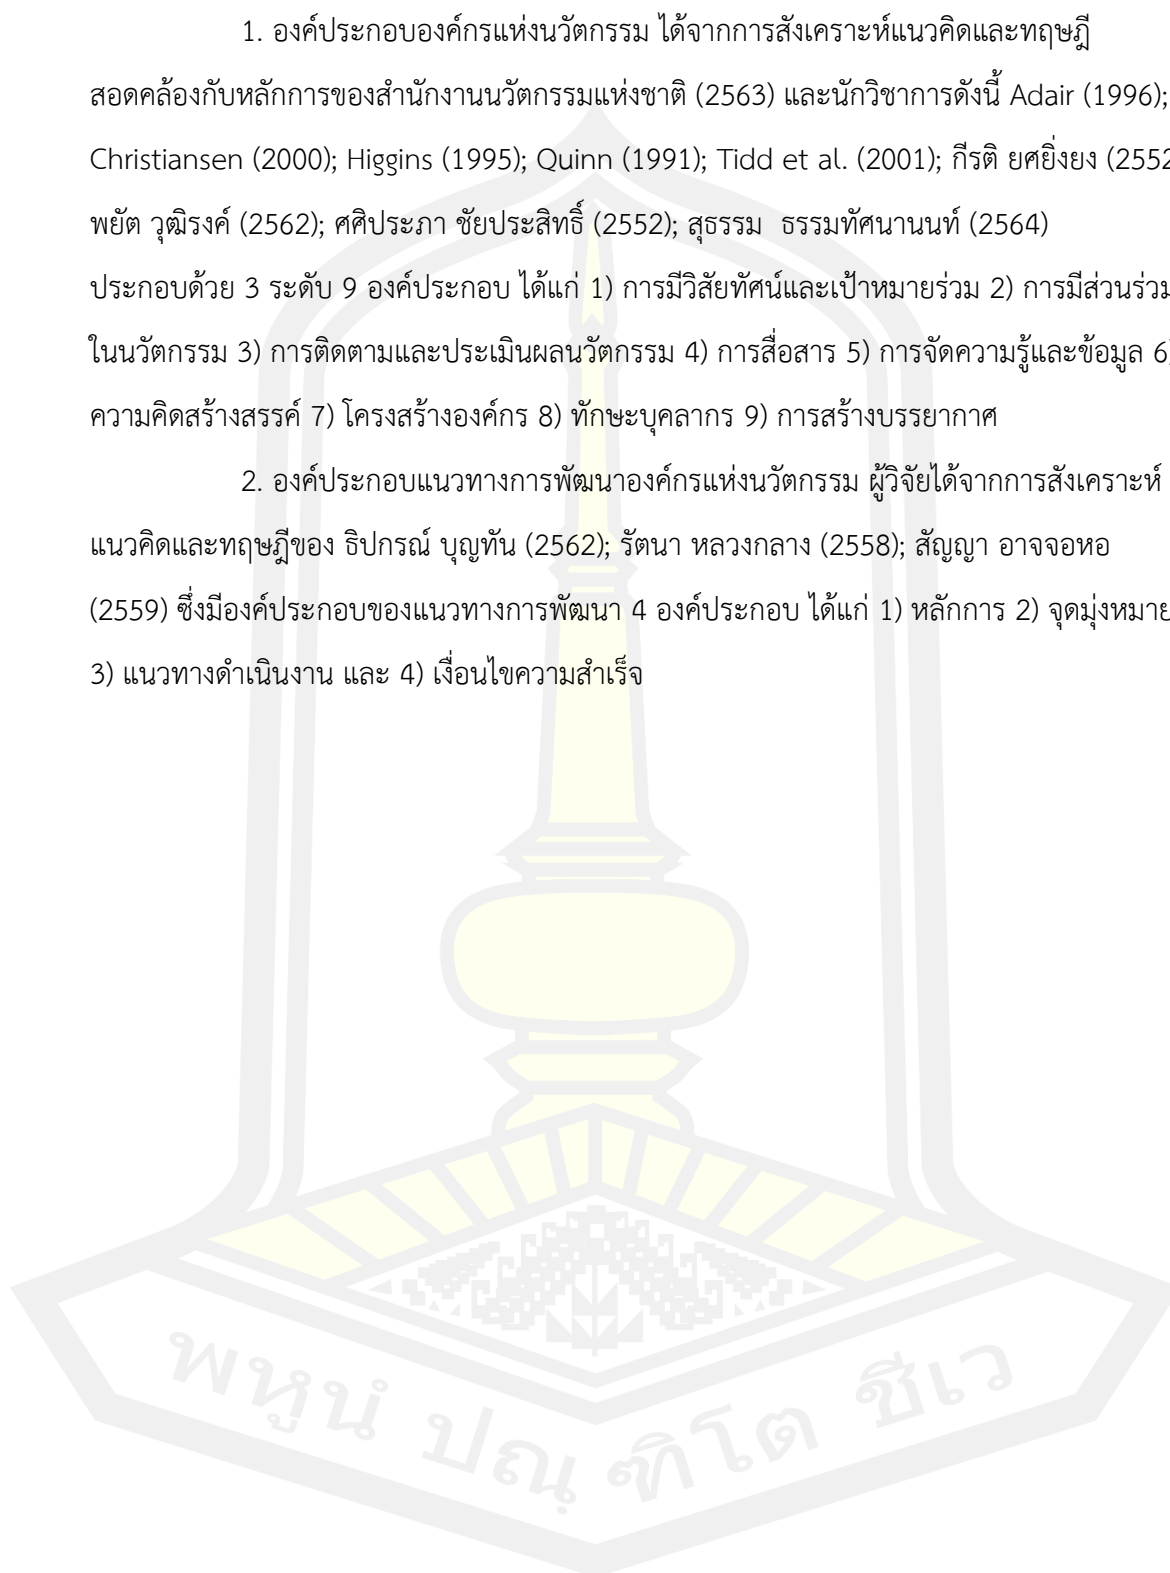 1. องค์ประกอบองค์กรแห่งนวัตกรรม ได้จากการสังเคราะห์แนวคิดและทฤษฎี
สอดคล้องกับหลักการของสำนักงานนวัตกรรมแห่งชาติ (2563) และนักวิชาการดังนี้ Adair (1996);
Christiansen (2000); Higgins (1995); Quinn (1991); Tidd et al. (2001); กีรติ ยศยิ่งยง (2552
พยัต วุฒิรงค์ (2562); ศศิประภา ชัยประสิทธิ์ (2552); สุธรรม ธรรมทัศนานนท์ (2564)
ประกอบด้วย 3 ระดับ 9 องค์ประกอบ ได้แก่ 1) การมีวิสัยทัศน์และเป้าหมายร่วม 2) การมีส่วนร่วม
ในนวัตกรรม 3) การติดตามและประเมินผลนวัตกรรม 4) การสื่อสาร 5) การจัดความรู้และข้อมูล 6)
ความคิดสร้างสรรค์ 7) โครงสร้างองค์กร 8) ทักษะบุคลากร 9) การสร้างบรรยากาศ
2. องค์ประกอบแนวทางการพัฒนาองค์กรแห่งนวัตกรรม ผู้วิจัยได้จากการสังเคราะห์
แนวคิดและทฤษฎีของ ธิปกรณ์ บุญทัน (2562); รัตนา หลวงกลาง (2558); สัญญา อาจจอหอ
(2559) ซึ่งมีองค์ประกอบของแนวทางการพัฒนา 4 องค์ประกอบ ได้แก่ 1) หลักการ 2) จุดมุ่งหมาย
3) แนวทางดำเนินงาน และ 4) เงื่อนไขความสำเร็จ
พหูนํ ปณฺฑิโต ชีเว